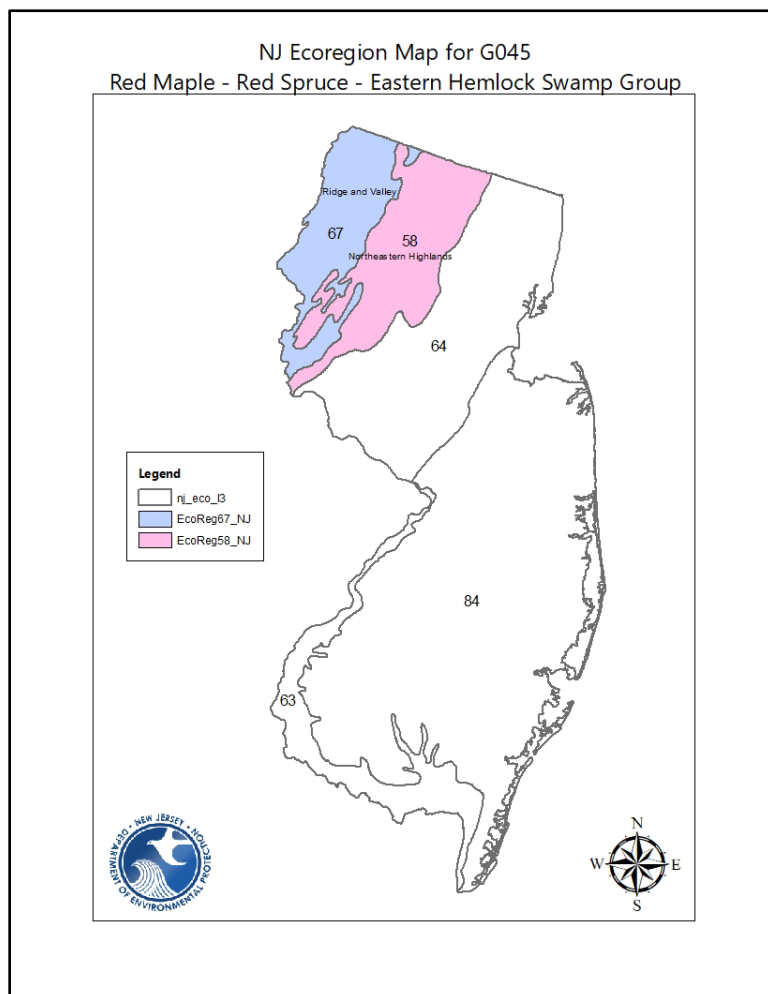 NJ Ecoregion Map for G045
Red Maple - Red Spruce - Eastern Hemlock Swamp Group
Ridge and Valley
67
58
Northeastern Highlands
64
Legend
nj_eco_l3
EcoReg67_NJ
EcoReg58_NJ
84
63
• NEW JERSEY •
DEPARTMENT OF ENVIRONMENTAL PROTECTION
N
W E
S